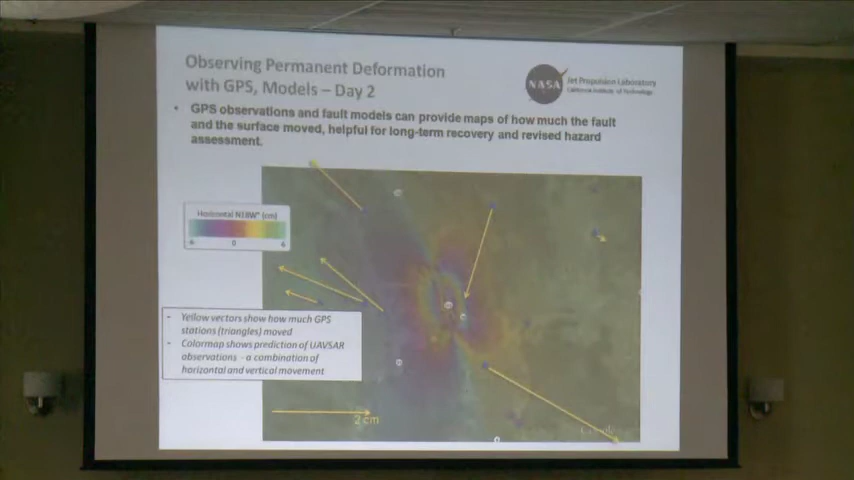 Observing Permanent Deformation
with GPS, Models – Day 2
NASA
Jet Propulsion Laboratory
California Institute of Technology
• GPS observations and fault models can provide maps of how much the fault
and the surface moved, helpful for long-term recovery and revised hazard
assessment.
Horizontal N18W° (cm)
0
- Yellow vectors show how much GPS
stations (triangles) moved
- Colormap shows prediction of UAVSAR
observations - a combination of
horizontal and vertical movement
2 cm